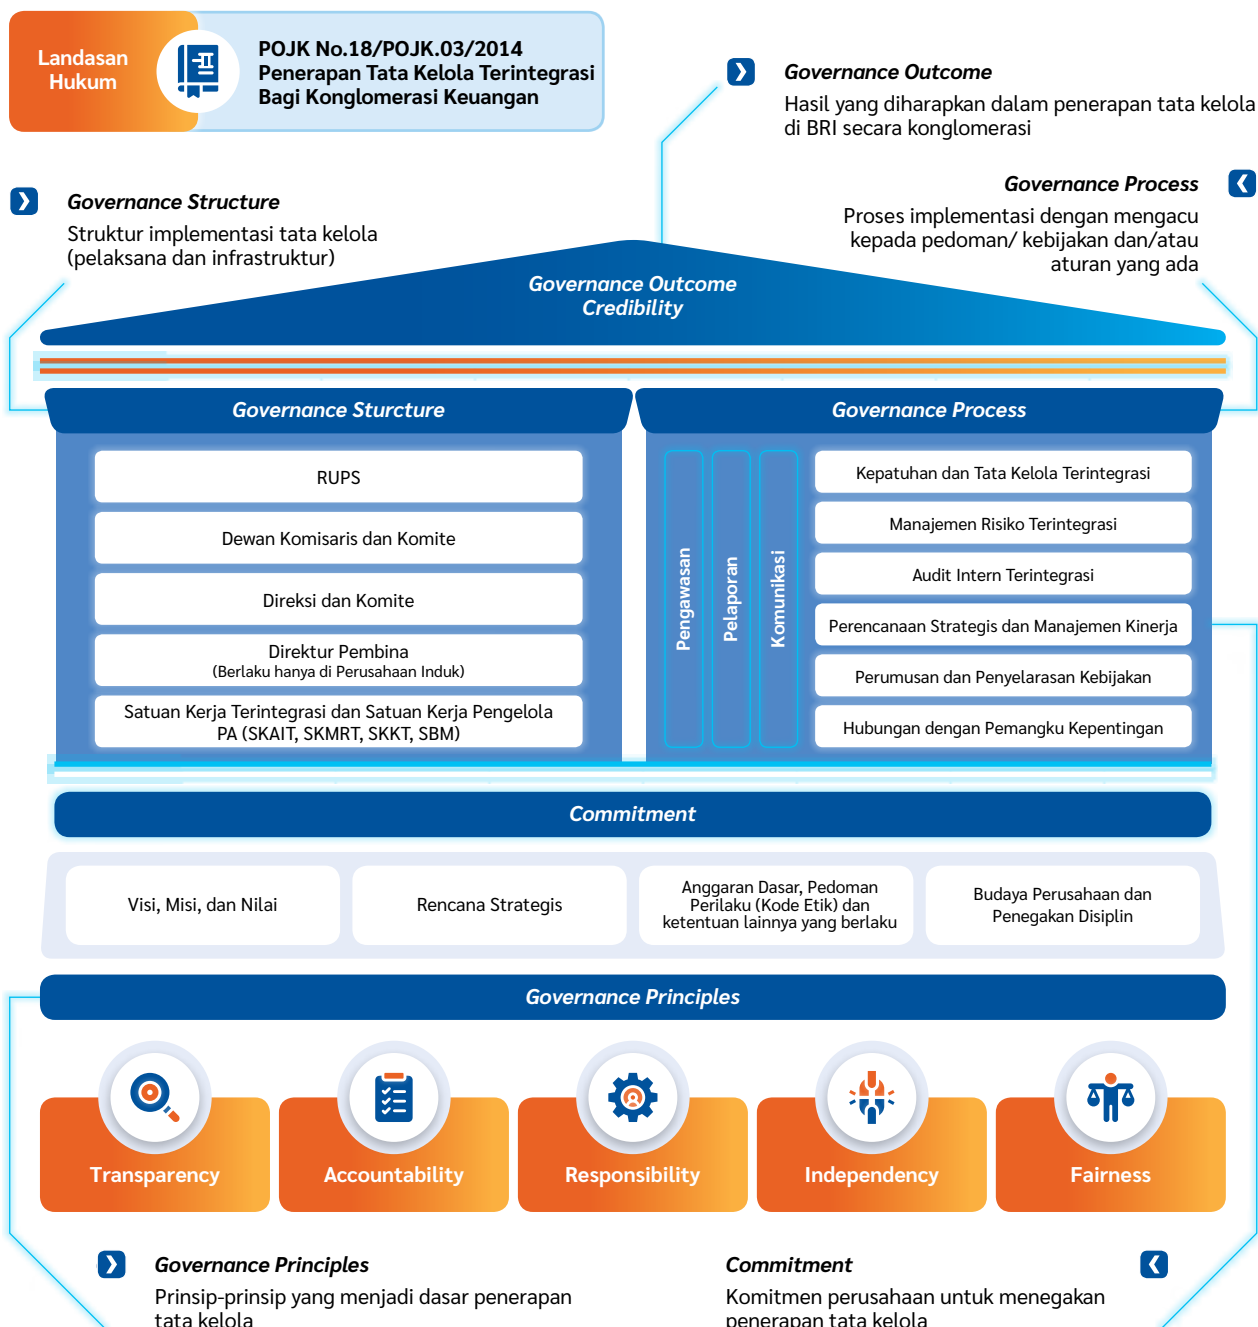 Landasan
Hukum
POJK No.18/POJK.03/2014
Penerapan Tata Kelola Terintegrasi
Bagi Konglomerasi Keuangan
Governance Outcome
Hasil yang diharapkan dalam penerapan tata kelola
di BRI secara konglomerasi
Governance Structure
Struktur implementasi tata kelola
(pelaksana dan infrastruktur)
Governance Process
Proses implementasi dengan mengacu
kepada pedoman/ kebijakan dan/atau
aturan yang ada
Governance Outcome
Credibility
Governance Sturcture
RUPS
Dewan Komisaris dan Komite
Direksi dan Komite
Direktur Pembina
(Berlaku hanya di Perusahaan Induk)
Satuan Kerja Terintegrasi dan Satuan Kerja Pengelola
PA (SKAIT, SKMRT, SKKT, SBM)
Governance Process
Pengawasan
Pelaporan
Komunikasi
Kepatuhan dan Tata Kelola Terintegrasi
Manajemen Risiko Terintegrasi
Audit Intern Terintegrasi
Perencanaan Strategis dan Manajemen Kinerja
Perumusan dan Penyelarasan Kebijakan
Hubungan dengan Pemangku Kepentingan
Commitment
Visi, Misi, dan Nilai
Rencana Strategis
Anggaran Dasar, Pedoman
Perilaku (Kode Etik) dan
ketentuan lainnya yang berlaku
Budaya Perusahaan dan
Penegakan Disiplin
Governance Principles
Transparency
Accountability
Responsibility
Independency
Fairness
Governance Principles
Prinsip-prinsip yang menjadi dasar penerapan
tata kelola
Commitment
Komitmen perusahaan untuk menegakan
penerapan tata kelola